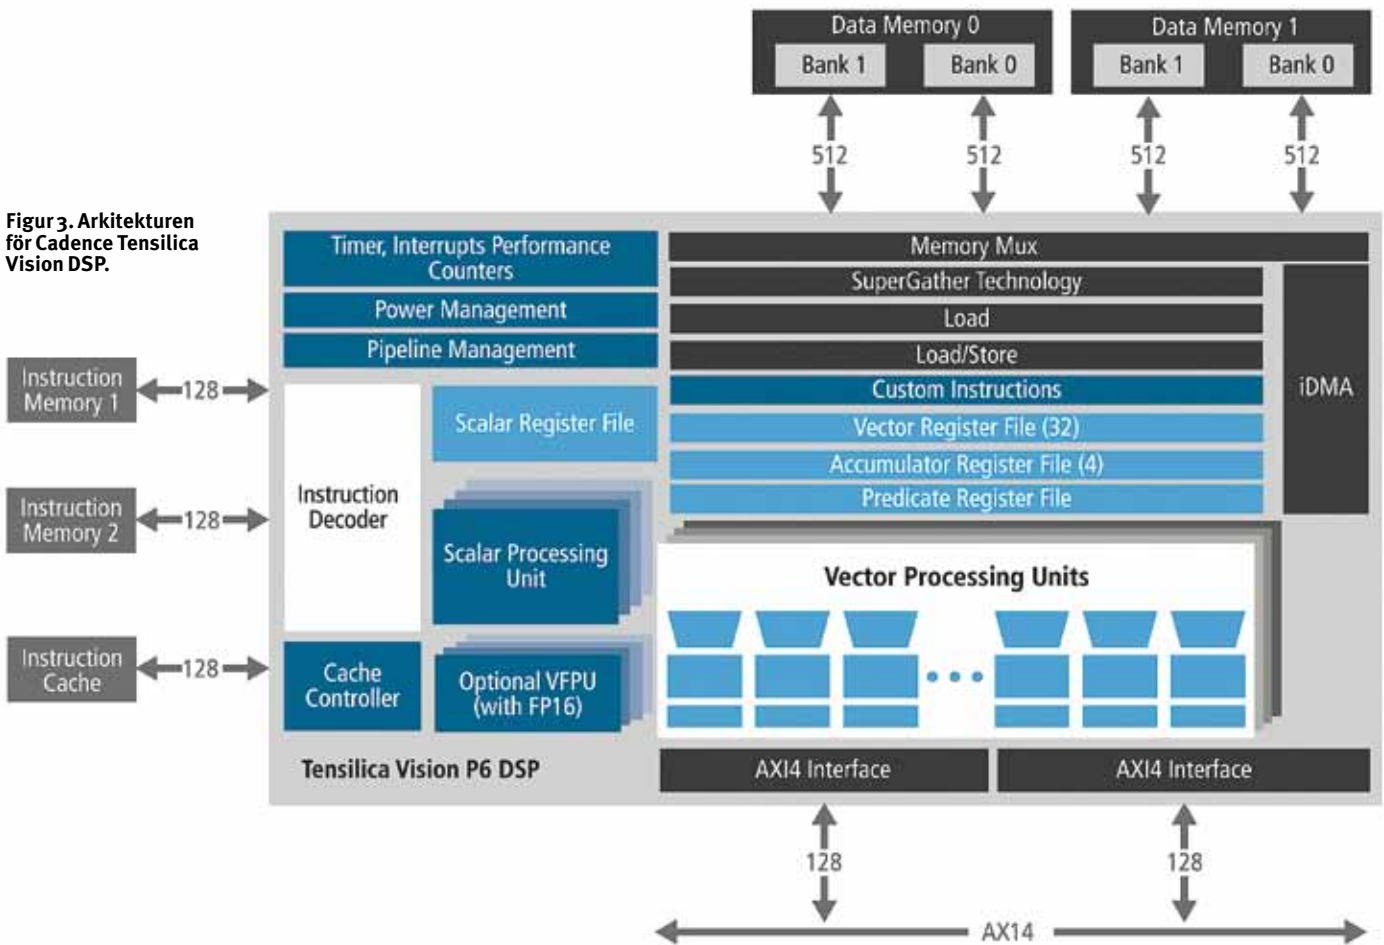 Data Memory 0
Bank 1
Bank 0
Data Memory 1
Bank 1
Bank 0
512
512
512
512
Figur 3. Arkitekturen
för Cadence Tensilica
Vision DSP.
Timer, Interrupts Performance
Counters
Power Management
Pipeline Management
Memory Mux
SuperGather Technology
Load
Load/Store
Custom Instructions
Vector Register File (32)
Accumulator Register File (4)
Predicate Register File
iDMA
Instruction
Memory 1
128
Instruction
Memory 2
128
Instruction
Cache
128
Instruction
Decoder
Scalar Register File
Scalar Processing
Unit
Cache
Controller
Optional VFPU
(with FP16)
Vector Processing Units
Tensilica Vision P6 DSP
AXI4 Interface
AXI4 Interface
128
128
AX14